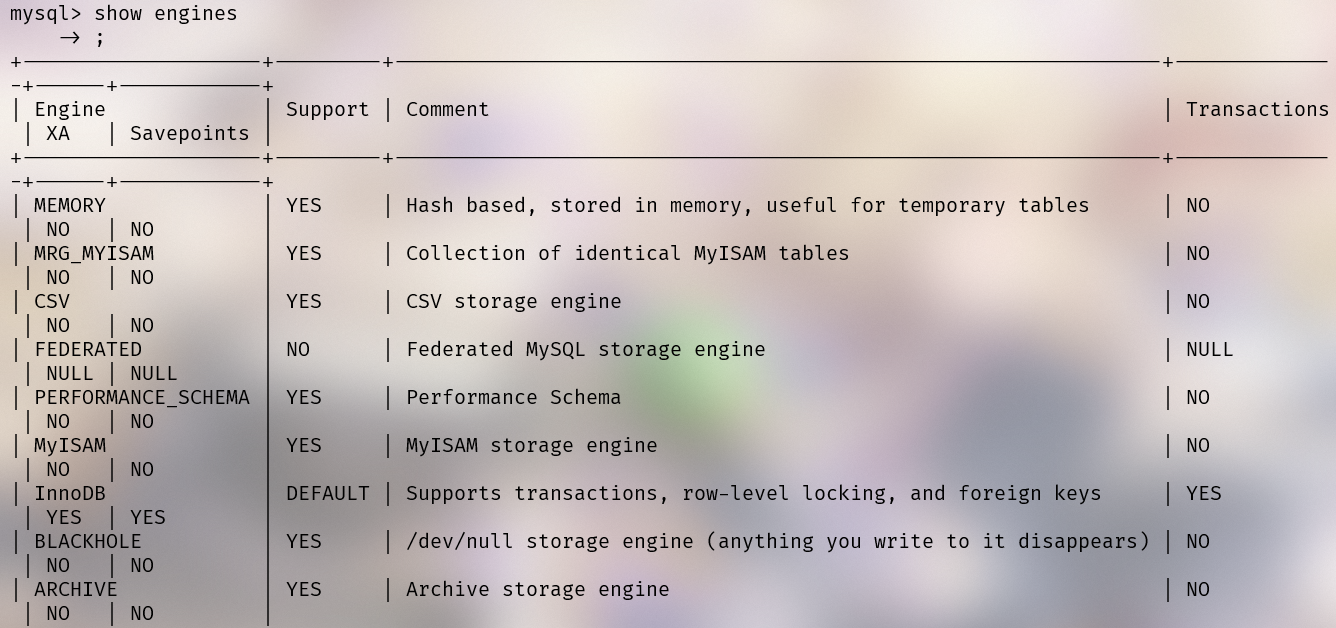 mysql> show engines
    -> ;
+--------------------+---------+----------------------------------------------------------------+-------------
-+------+------------+
| Engine             | Support | Comment                                                        | Transactions
 | XA   | Savepoints |
+--------------------+---------+----------------------------------------------------------------+-------------
-+------+------------+
| MEMORY             | YES     | Hash based, stored in memory, useful for temporary tables      | NO
 | NO   | NO         |
| MRG_MYISAM         | YES     | Collection of identical MyISAM tables                          | NO
 | NO   | NO         |
| CSV                | YES     | CSV storage engine                                             | NO
 | NO   | NO         |
| FEDERATED          | NO      | Federated MySQL storage engine                                 | NULL
 | NULL | NULL       |
| PERFORMANCE_SCHEMA | YES     | Performance Schema                                             | NO
 | NO   | NO         |
| MyISAM             | YES     | MyISAM storage engine                                          | NO
 | NO   | NO         |
| InnoDB             | DEFAULT | Supports transactions, row-level locking, and foreign keys     | YES
 | YES  | YES        |
| BLACKHOLE          | YES     | /dev/null storage engine (anything you write to it disappears) | NO
 | NO   | NO         |
| ARCHIVE            | YES     | Archive storage engine                                         | NO
 | NO   | NO         |